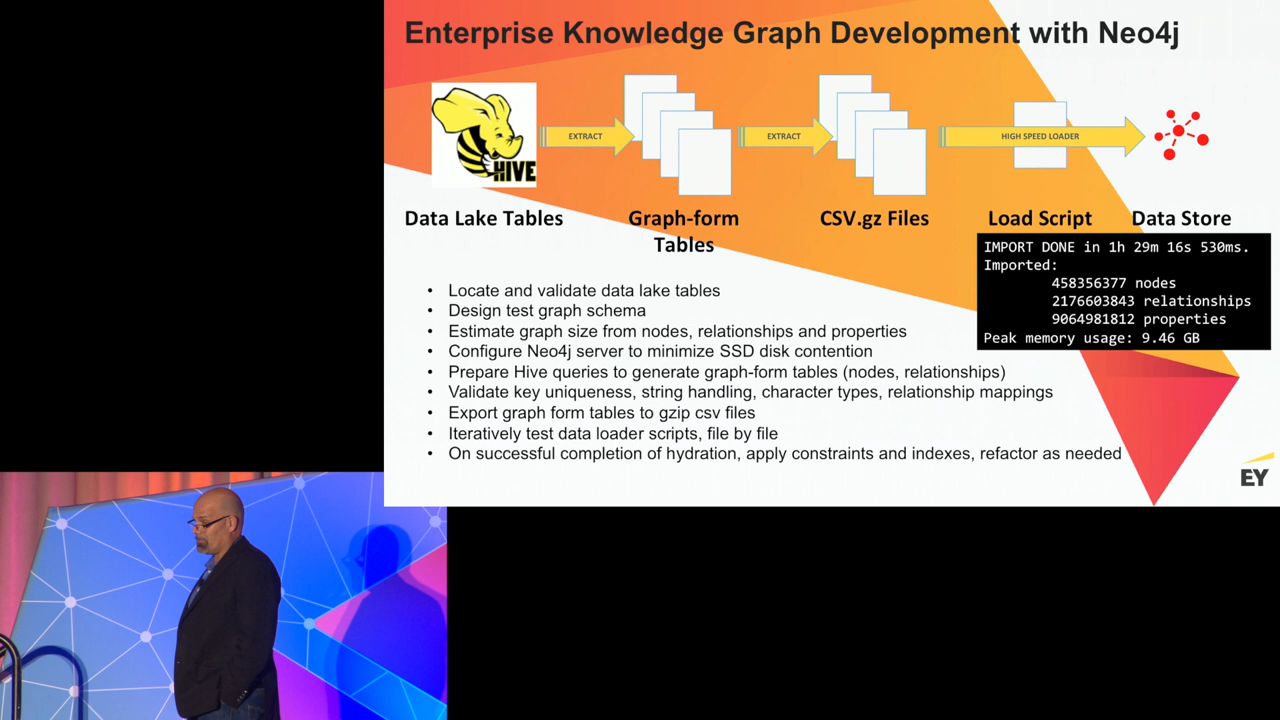 Enterprise Knowledge Graph Development with Neo4j
HIVE
EXTRACT
EXTRACT
HIGH SPEED LOADER
Data Lake Tables
Graph-form
Tables
CSV.gz Files
Load Script
Data Store
IMPORT DONE in 1h 29m 16s 530ms.
Imported:
458356377 nodes
2176603843 relationships
9064981812 properties
Peak memory usage: 9.46 GB
• Locate and validate data lake tables
• Design test graph schema
• Estimate graph size from nodes, relationships and properties
• Configure Neo4j server to minimize SSD disk contention
• Prepare Hive queries to generate graph-form tables (nodes, relationships)
• Validate key uniqueness, string handling, character types, relationship mappings
• Export graph form tables to gzip csv files
• Iteratively test data loader scripts, file by file
• On successful completion of hydration, apply constraints and indexes, refactor as needed
EY